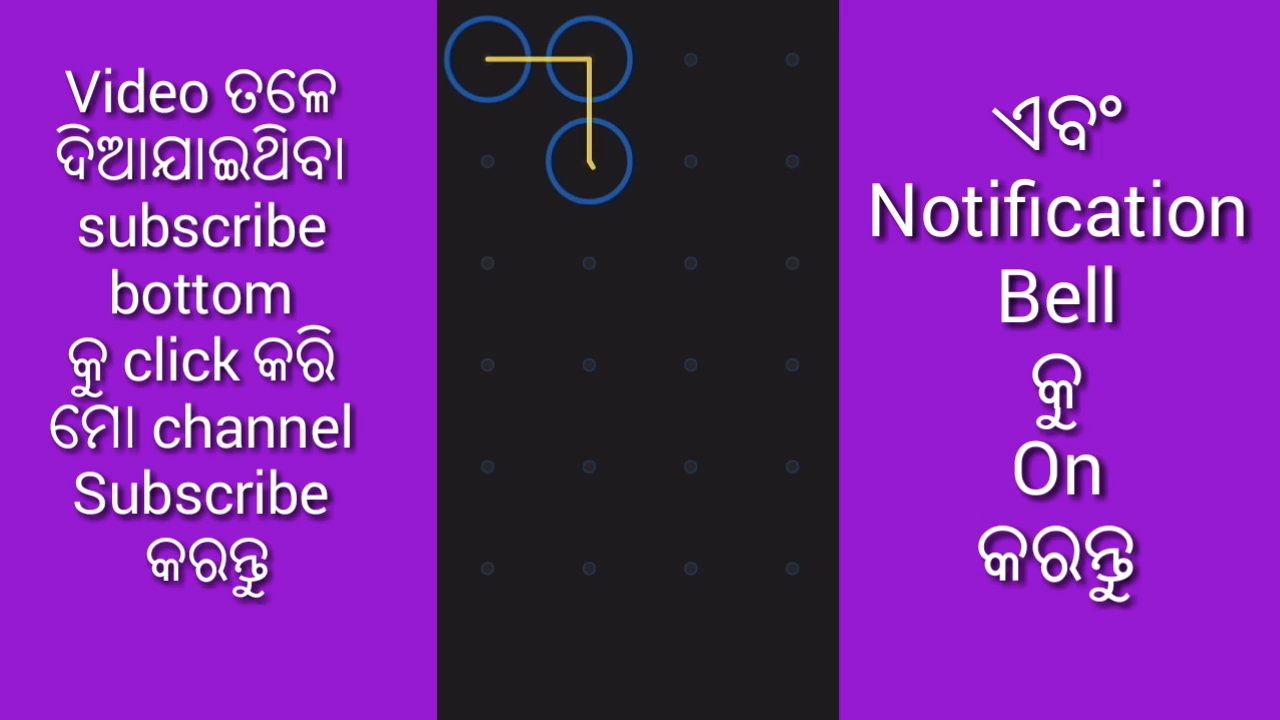 Video ତଳେ
ଦିଆଯାଇଥିବା
subscribe
bottom
କୁ click କରି
ମୋ channel
Subscribe
କରନ୍ତୁ
ଏବଂ
Notification
Bell
କୁ
On
କରନ୍ତୁ